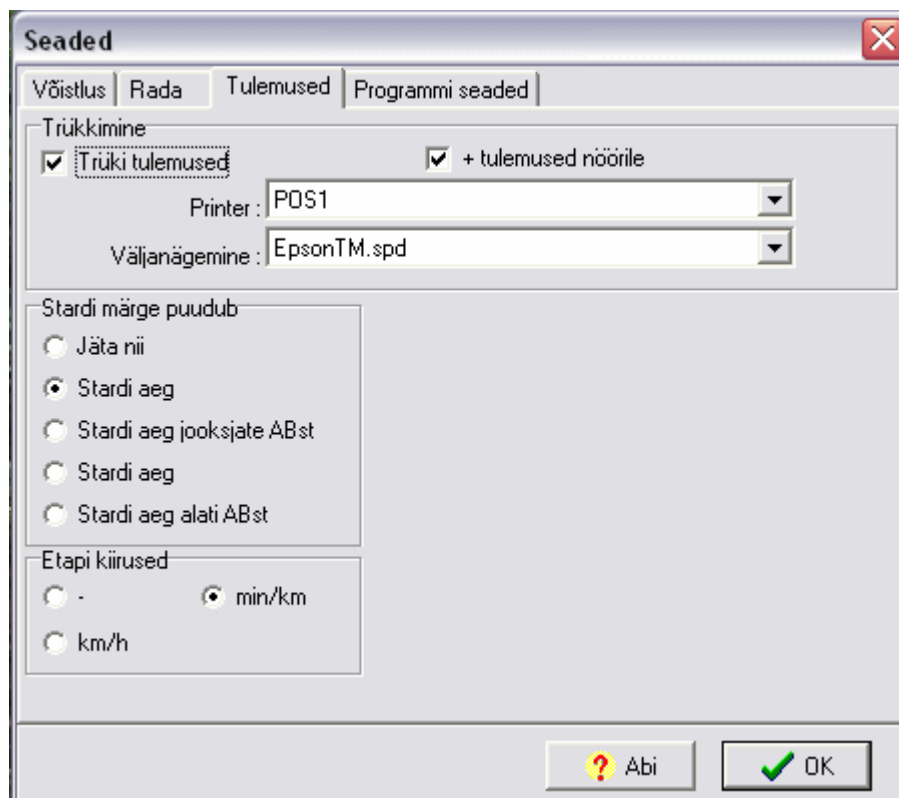 Seaded
Võistlus Rada Tulemused Programmi seaded
Trükkimine
Trüki tulemused + tulemused nöörile
Printer : POS1
Väljanägemine : EpsonTM.spd
Stardi märge puudub
Jäta nii
Stardi aeg
Stardi aeg jooksjate ABst
Stardi aeg
Stardi aeg alati ABst
Etapi kiirused
- min/km
km/h
? Abi OK